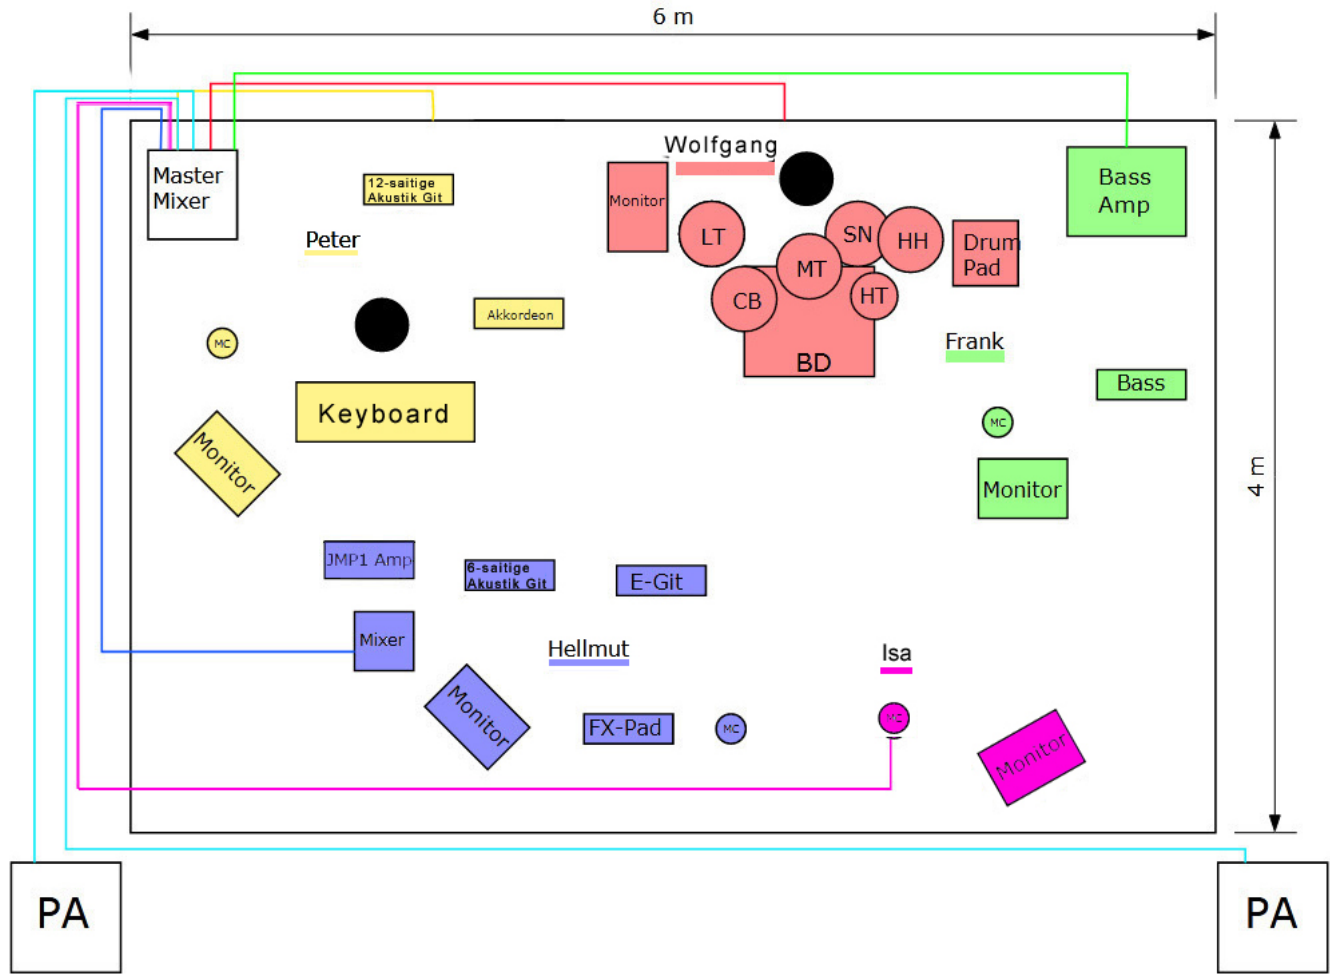 6 m
Wolfgang
Master
Mixer
12-saitige
Akustik Git
Monitor
Bass
Amp
Peter
LT
SN
HH
Drum
Pad
MT
CB
HT
Akkordeon
MC
Frank
BD
Bass
Keyboard
MC
Monitor
Monitor
4 m
JMP1 Amp
6-saitige
Akustik Git
E-Git
Mixer
Hellmut
Isa
Monitor
FX-Pad
MC
MC
Monitor
PA
PA